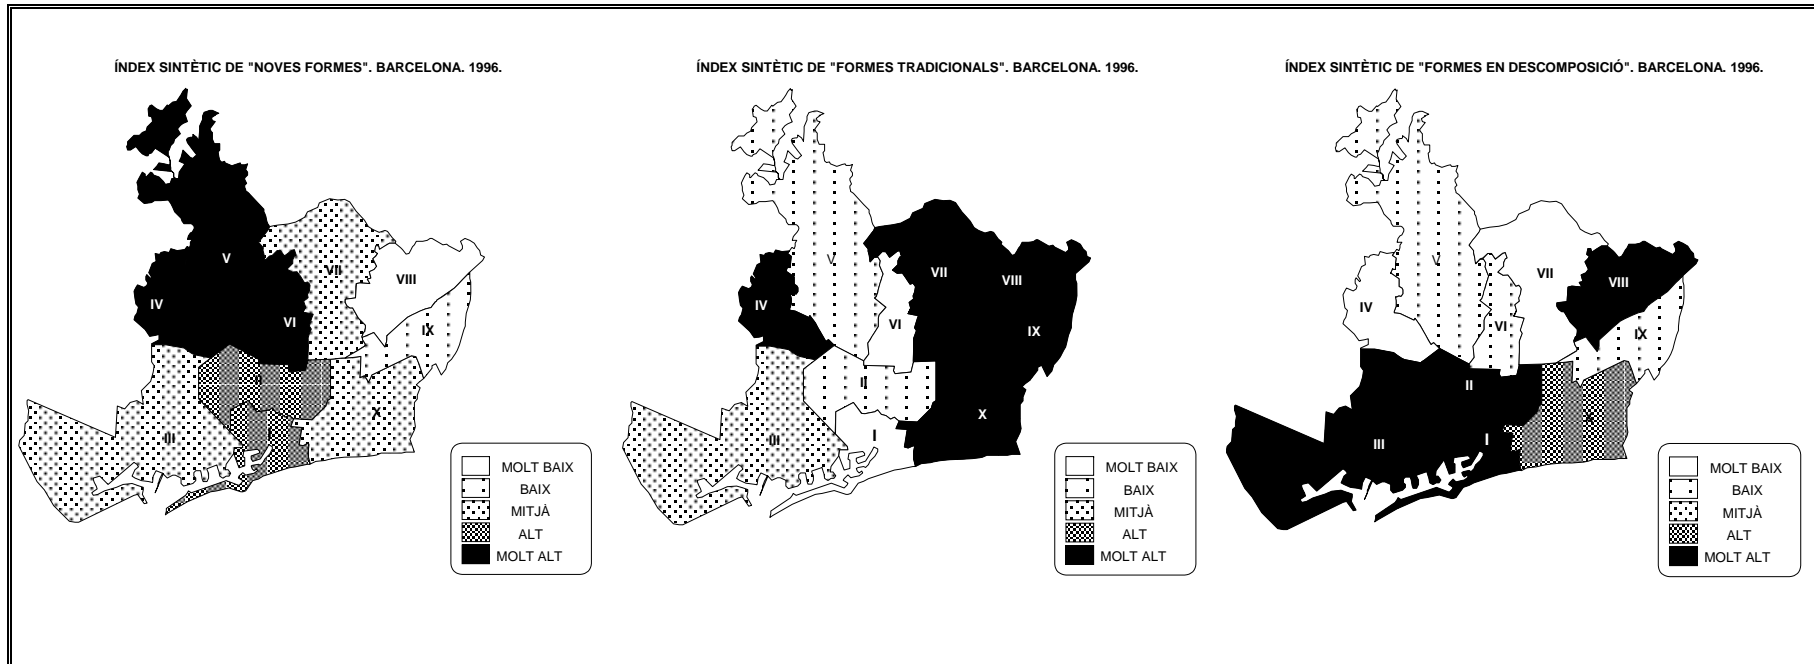 ÍNDEX SINTÈTIC DE "NOVES FORMES". BARCELONA. 1996.
V
VII
VIII
IV
VI
IX
II
X
III
I
MOLT BAIX
BAIX
MITJÀ
ALT
MOLT ALT
ÍNDEX SINTÈTIC DE "FORMES TRADICIONALS". BARCELONA. 1996.
V
VII
VIII
IV
VI
IX
II
X
III
I
MOLT BAIX
BAIX
MITJÀ
ALT
MOLT ALT
ÍNDEX SINTÈTIC DE "FORMES EN DESCOMPOSICIÓ". BARCELONA. 1996.
V
VII
VIII
IV
VI
IX
II
X
III
I
MOLT BAIX
BAIX
MITJÀ
ALT
MOLT ALT